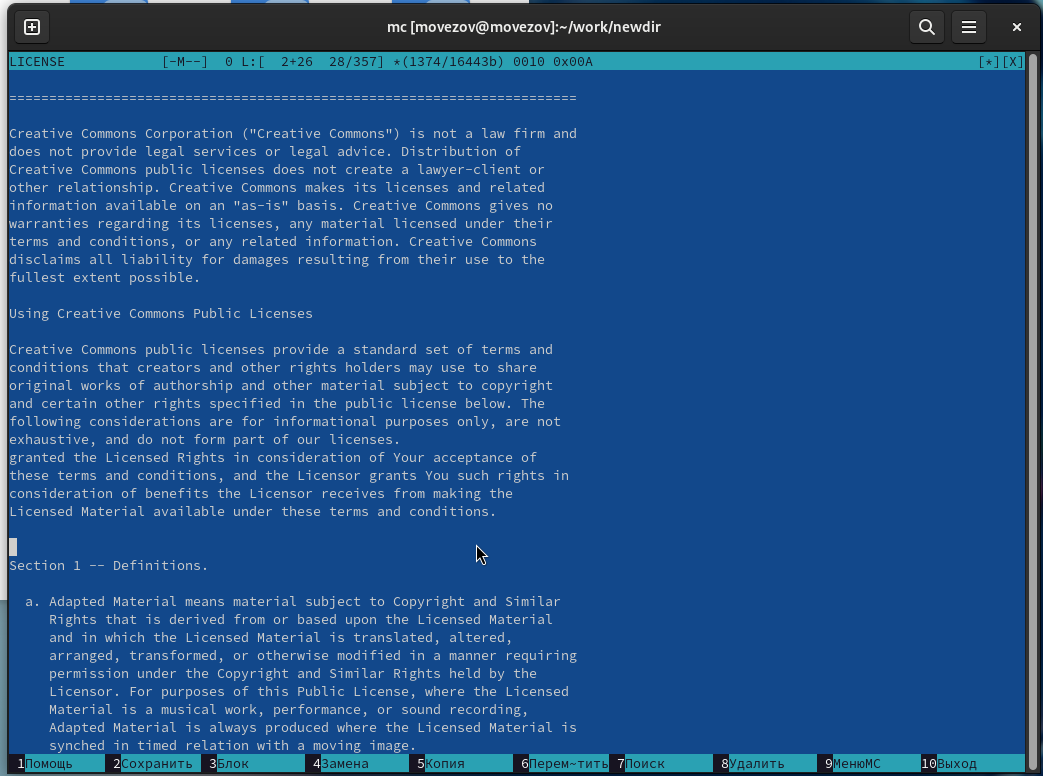 mc [movezov@movezov]:~/work/newdir
LICENSE [-M--] 0 L:[ 2+26 28/357] *(1374/16443b) 0010 0x00A [*][X]
=======================================================================
Creative Commons Corporation ("Creative Commons") is not a law firm and
does not provide legal services or legal advice. Distribution of
Creative Commons public licenses does not create a lawyer-client or
other relationship. Creative Commons makes its licenses and related
information available on an "as-is" basis. Creative Commons gives no
warranties regarding its licenses, any material licensed under their
terms and conditions, or any related information. Creative Commons
disclaims all liability for damages resulting from their use to the
fullest extent possible.
Using Creative Commons Public Licenses
Creative Commons public licenses provide a standard set of terms and
conditions that creators and other rights holders may use to share
original works of authorship and other material subject to copyright
and certain other rights specified in the public license below. The
following considerations are for informational purposes only, are not
exhaustive, and do not form part of our licenses.
granted the Licensed Rights in consideration of Your acceptance of
these terms and conditions, and the Licensor grants You such rights in
consideration of benefits the Licensor receives from making the
Licensed Material available under these terms and conditions.
Section 1 -- Definitions.
a. Adapted Material means material subject to Copyright and Similar
Rights that is derived from or based upon the Licensed Material
and in which the Licensed Material is translated, altered,
arranged, transformed, or otherwise modified in a manner requiring
permission under the Copyright and Similar Rights held by the
Licensor. For purposes of this Public License, where the Licensed
Material is a musical work, performance, or sound recording,
Adapted Material is always produced where the Licensed Material is
synched in timed relation with a moving image.
1Помощь 2Сохранить 3Блок 4Замена 5Копия 6Перем~тить 7Поиск 8Удалить 9МенюМС 10Выход